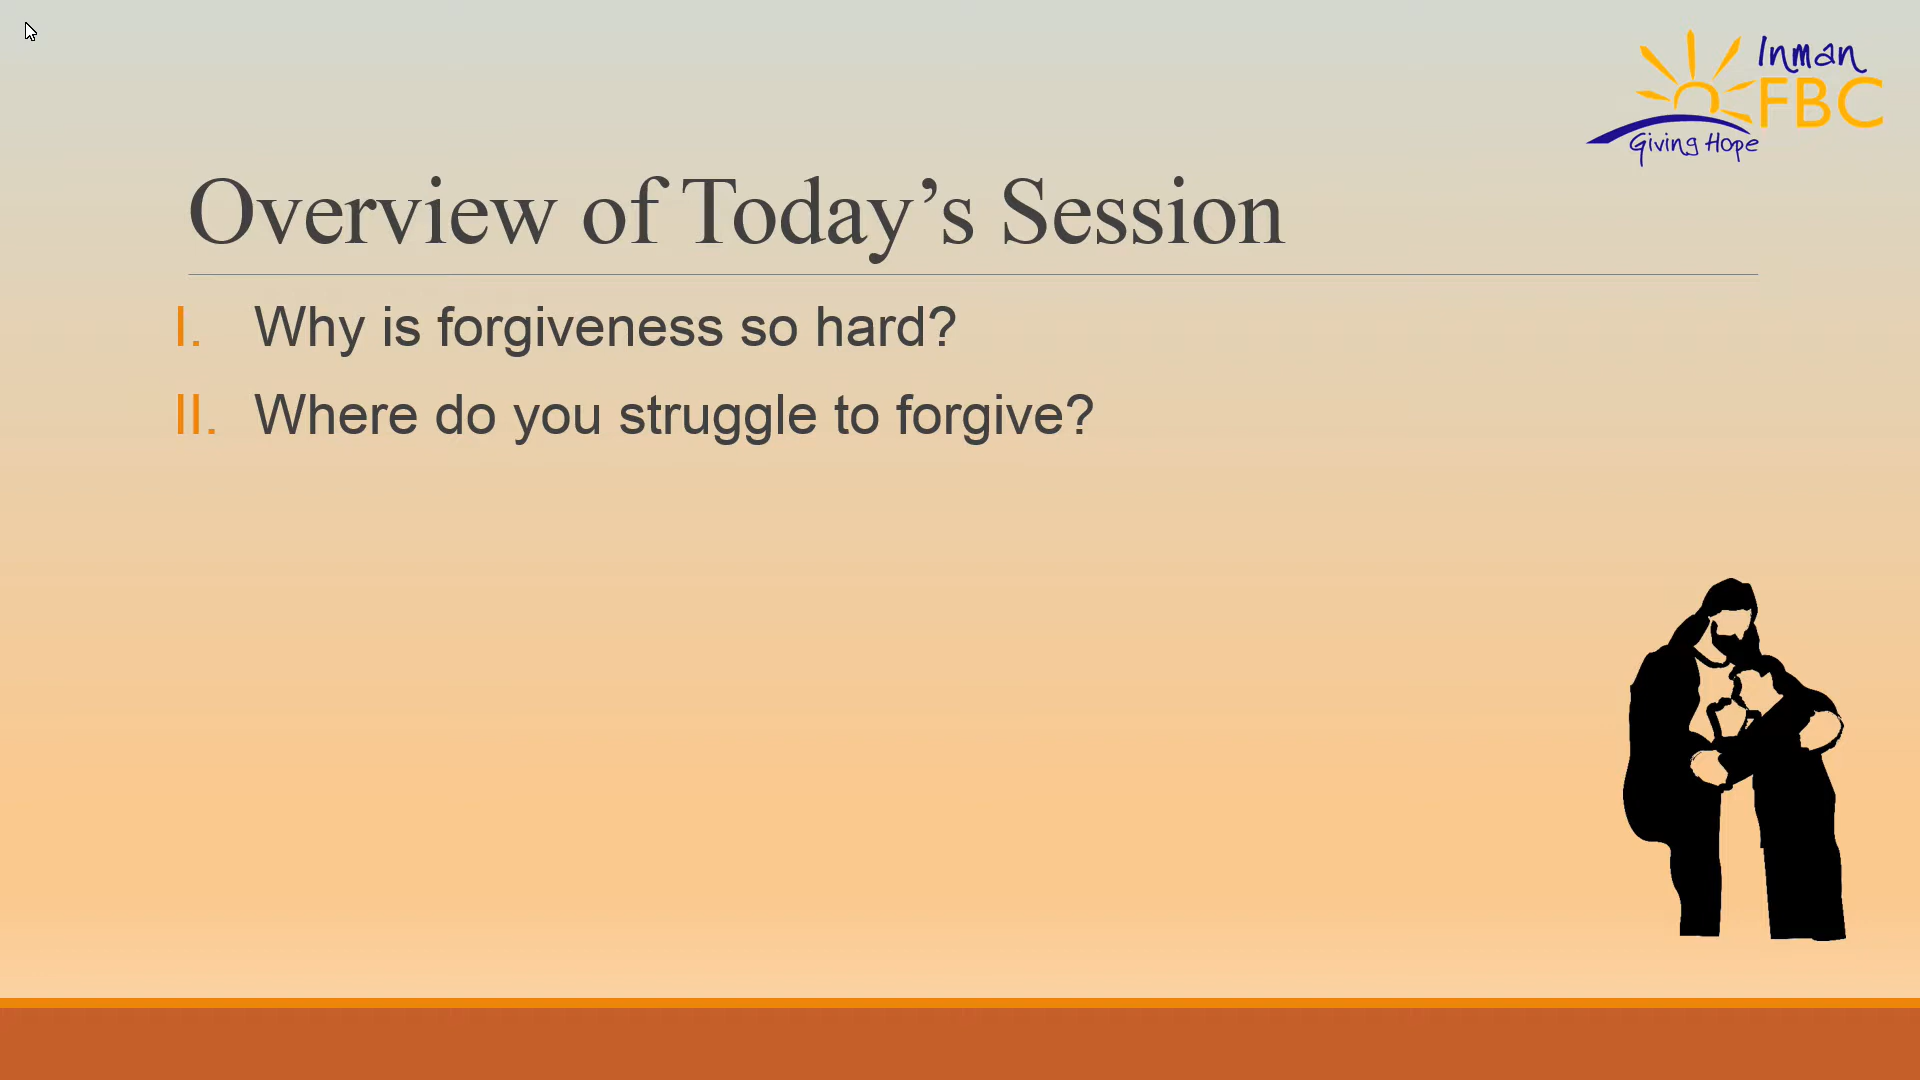 Inman
FBC
Giving Hope
Overview of Today’s Session
I. Why is forgiveness so hard?
II. Where do you struggle to forgive?